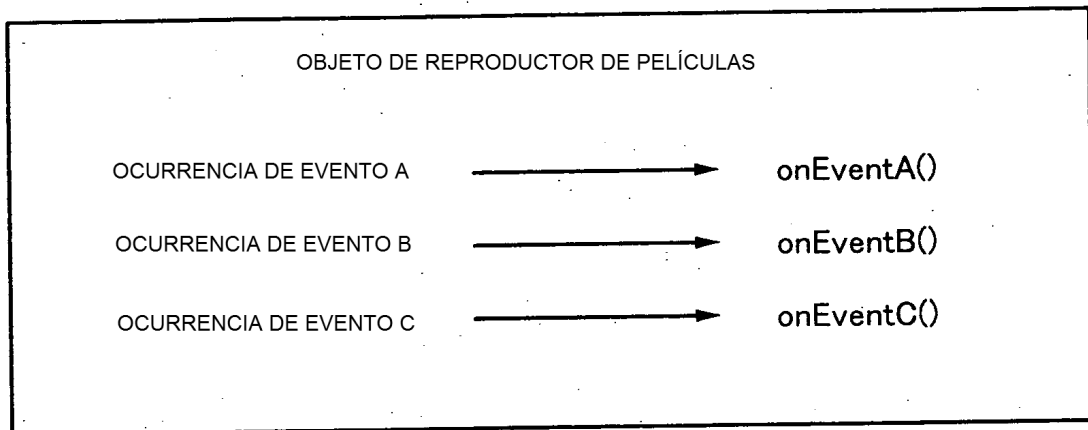 OBJETO DE REPRODUCTOR DE PELÍCULAS
OCURRENCIA DE EVENTO A onEventA()
OCURRENCIA DE EVENTO B onEventB()
OCURRENCIA DE EVENTO C onEventC()